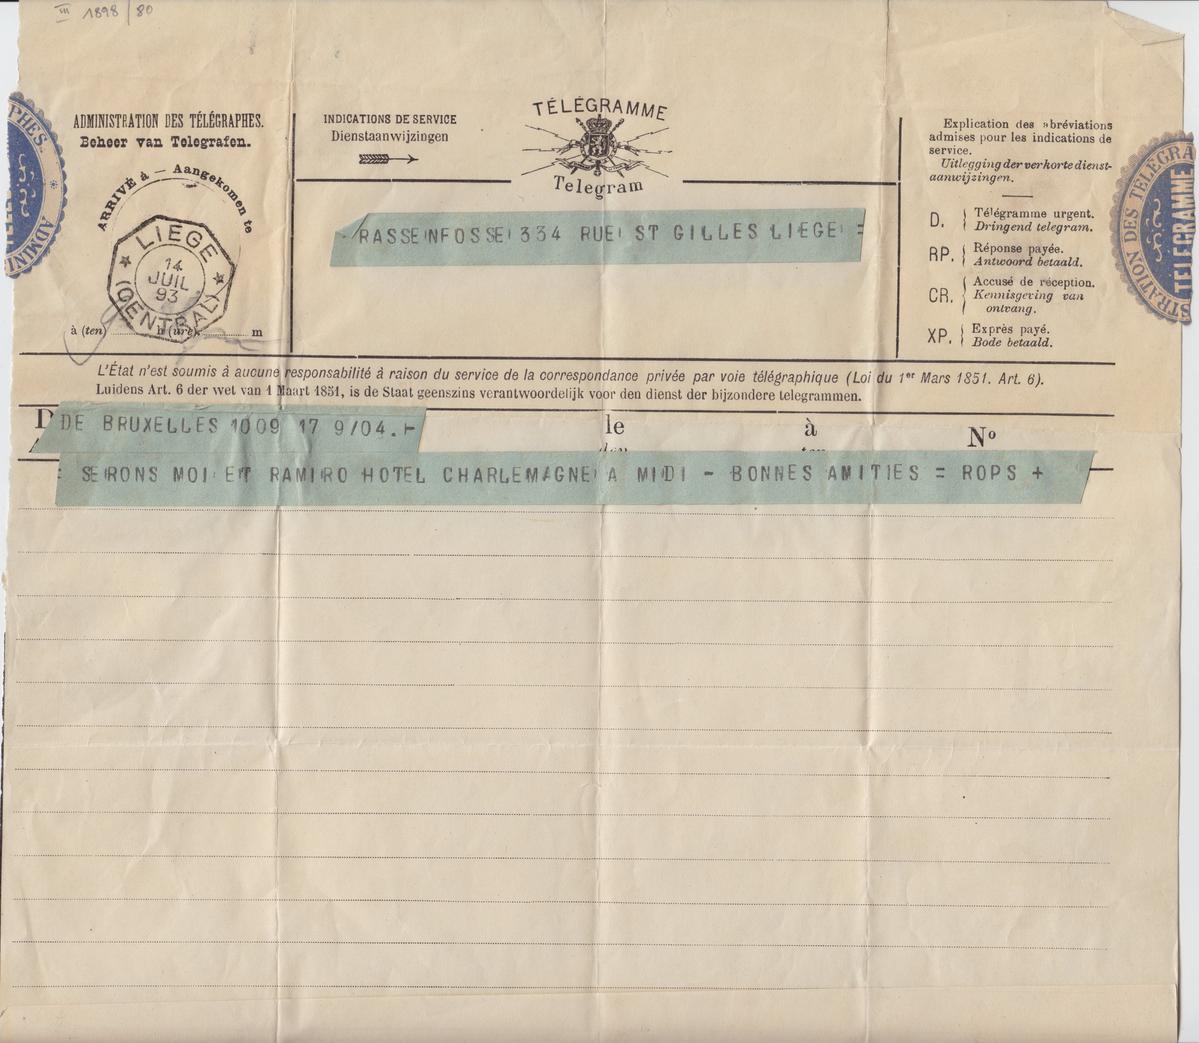 III 1898/80
ADMINISTRATION DES TÉLÉGRAPHES.
Beheer van Telegrafen.
ARRIVÉ à — Aangekomen te
LIEGE
14
JUIL
93
(CENTRAL)
à (ten) h (ure) m
INDICATIONS DE SERVICE
Dienstaanwijzingen
TÉLÉGRAMME
Telegram
RASSENFOSSE 334 RUE ST GILLES LIEGE =
Explication des abréviations
admises pour les indications de
service.
Uitlegging der verkorte dienst-
aanwijzingen.
D. Télégramme urgent.
Dringend telegram.
RP. Réponse payée.
Antwoord betaald.
CR. Accusé de réception.
Kennisgeving van
ontvang.
XP. Exprès payé.
Bode betaald.
PHES. * ADMINI
STRATION DES TÉLÉGRA
TÉLÉGRAMME
L'État n'est soumis à aucune responsabilité à raison du service de la correspondance privée par voie télégraphique (Loi du 1er Mars 1851. Art. 6).
Luidens Art. 6 der wet van 1 Maart 1851, is de Staat geenszins verantwoordelijk voor den dienst der bijzondere telegrammen.
DE BRUXELLES 1009 17 9/04. - le à Nº
= SERONS MOI ET RAMIRO HOTEL CHARLEMAGNE A MIDI - BONNES AMITIES = ROPS +